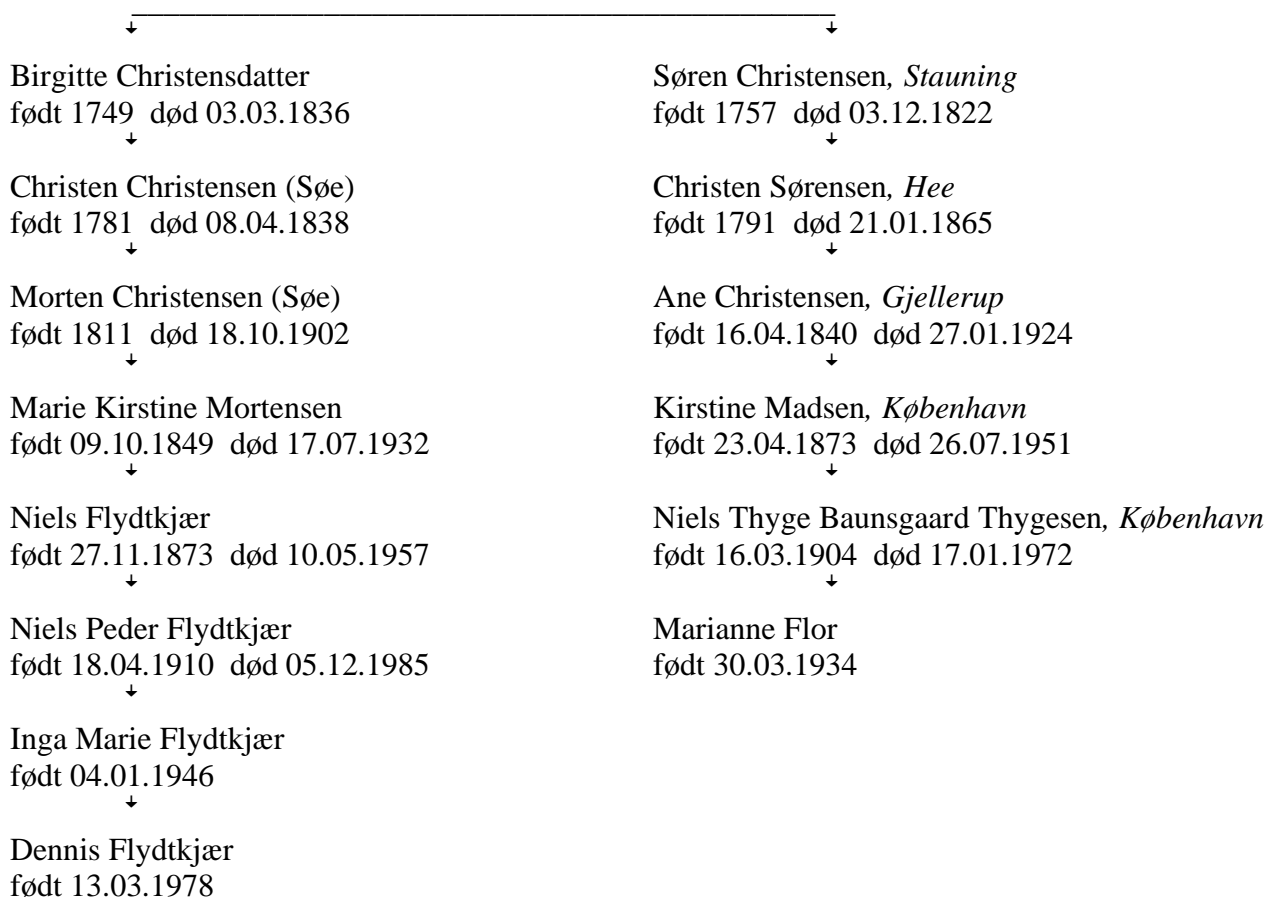 Birgitte Christensdatter
født 1749 død 03.03.1836
Christen Christensen (Søe)
født 1781 død 08.04.1838
Morten Christensen (Søe)
født 1811 død 18.10.1902
Marie Kirstine Mortensen
født 09.10.1849 død 17.07.1932
Niels Flydtkjær
født 27.11.1873 død 10.05.1957
Niels Peder Flydtkjær
født 18.04.1910 død 05.12.1985
Inga Marie Flydtkjær
født 04.01.1946
Dennis Flydtkjær
født 13.03.1978
Søren Christensen, Stauning
født 1757 død 03.12.1822
Christen Sørensen, Hee
født 1791 død 21.01.1865
Ane Christensen, Gjellerup
født 16.04.1840 død 27.01.1924
Kirstine Madsen, København
født 23.04.1873 død 26.07.1951
Niels Thyge Baunsgaard Thygesen, København
født 16.03.1904 død 17.01.1972
Marianne Flor
født 30.03.1934